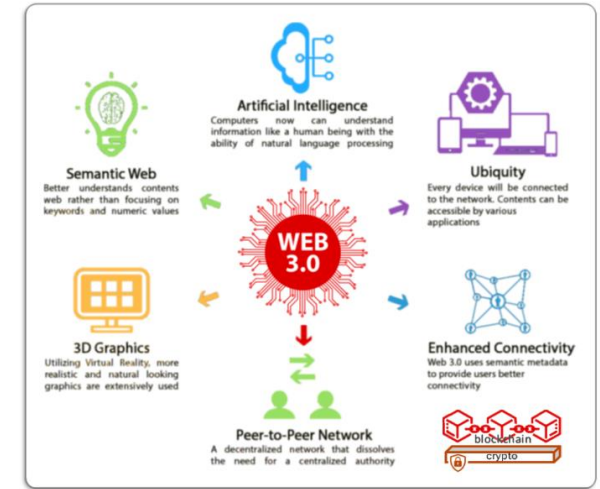 Artificial Intelligence
Computers now can understand
information like a human being with the
ability of natural language processing
Semantic Web
Better understands contents
web rather than focusing on
keywords and numeric values
Ubiquity
Every device will be connected
to the network. Contents can be
accessible by various
applications
WEB
3.0
3D Graphics
Utilizing Virtual Reality, more
realistic and natural looking
graphics are extensively used
Enhanced Connectivity
Web 3.0 uses semantic metadata
to provide users better
connectivity
Peer-to-Peer Network
A decentralized network that dissolves
the need for a centralized authority
blockchain
crypto